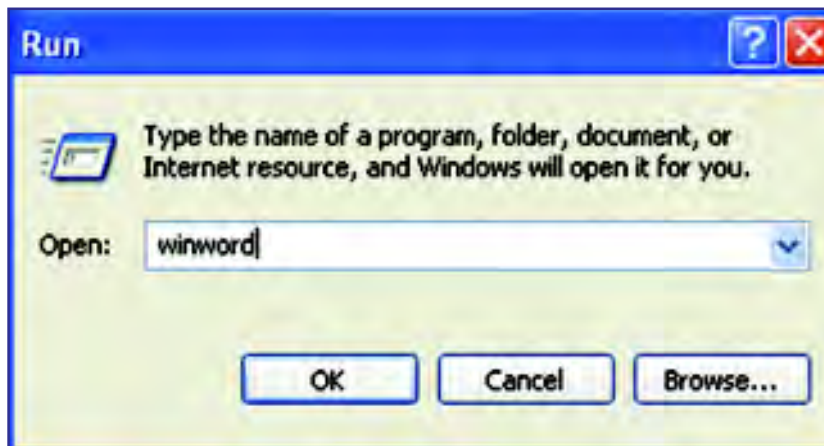 Run
Type the name of a program, folder, document, or
Internet resource, and Windows will open it for you.
Open: winword
OK Cancel Browse...